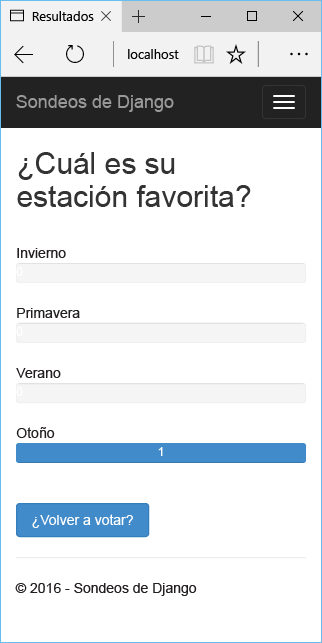 Resultados
localhost
Sondeos de Django
¿Cuál es su
estación favorita?
Invierno
0
Primavera
0
Verano
0
Otoño
1
¿Volver a votar?
© 2016 - Sondeos de Django